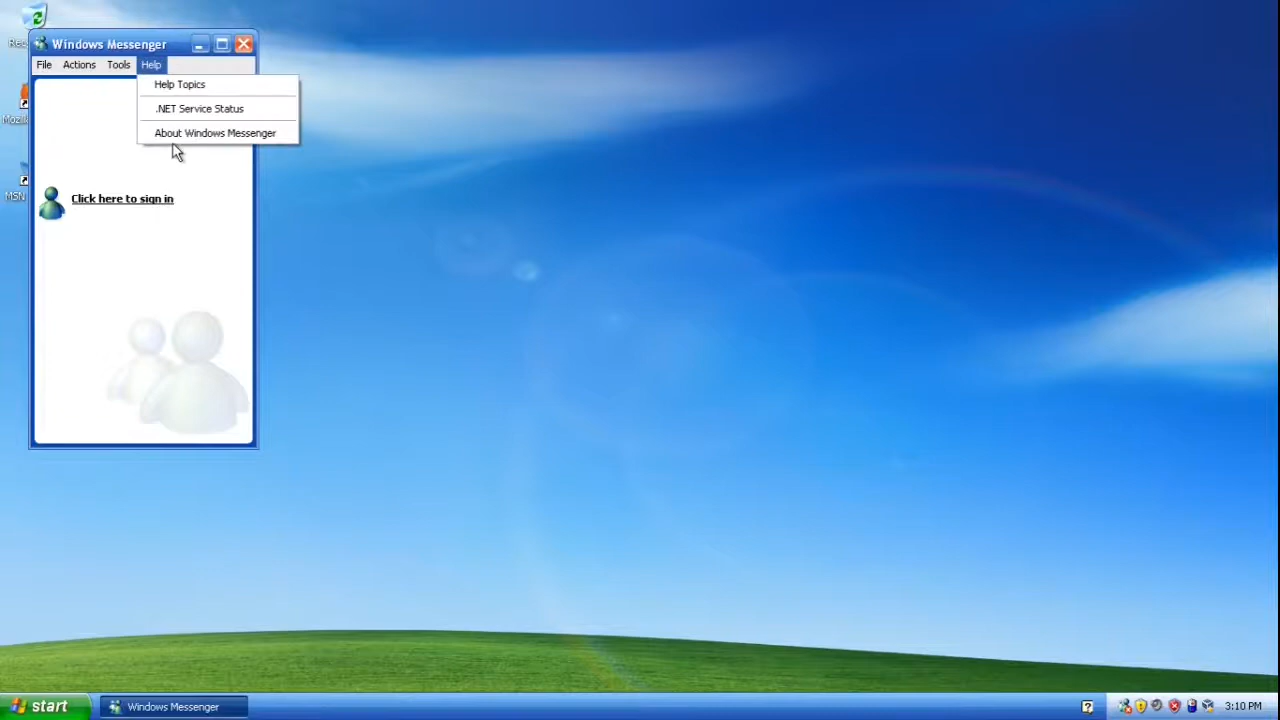 Windows Messenger
File Actions Tools Help
Help Topics
.NET Service Status
About Windows Messenger
Click here to sign in
MSN
start
Windows Messenger
3:10 PM